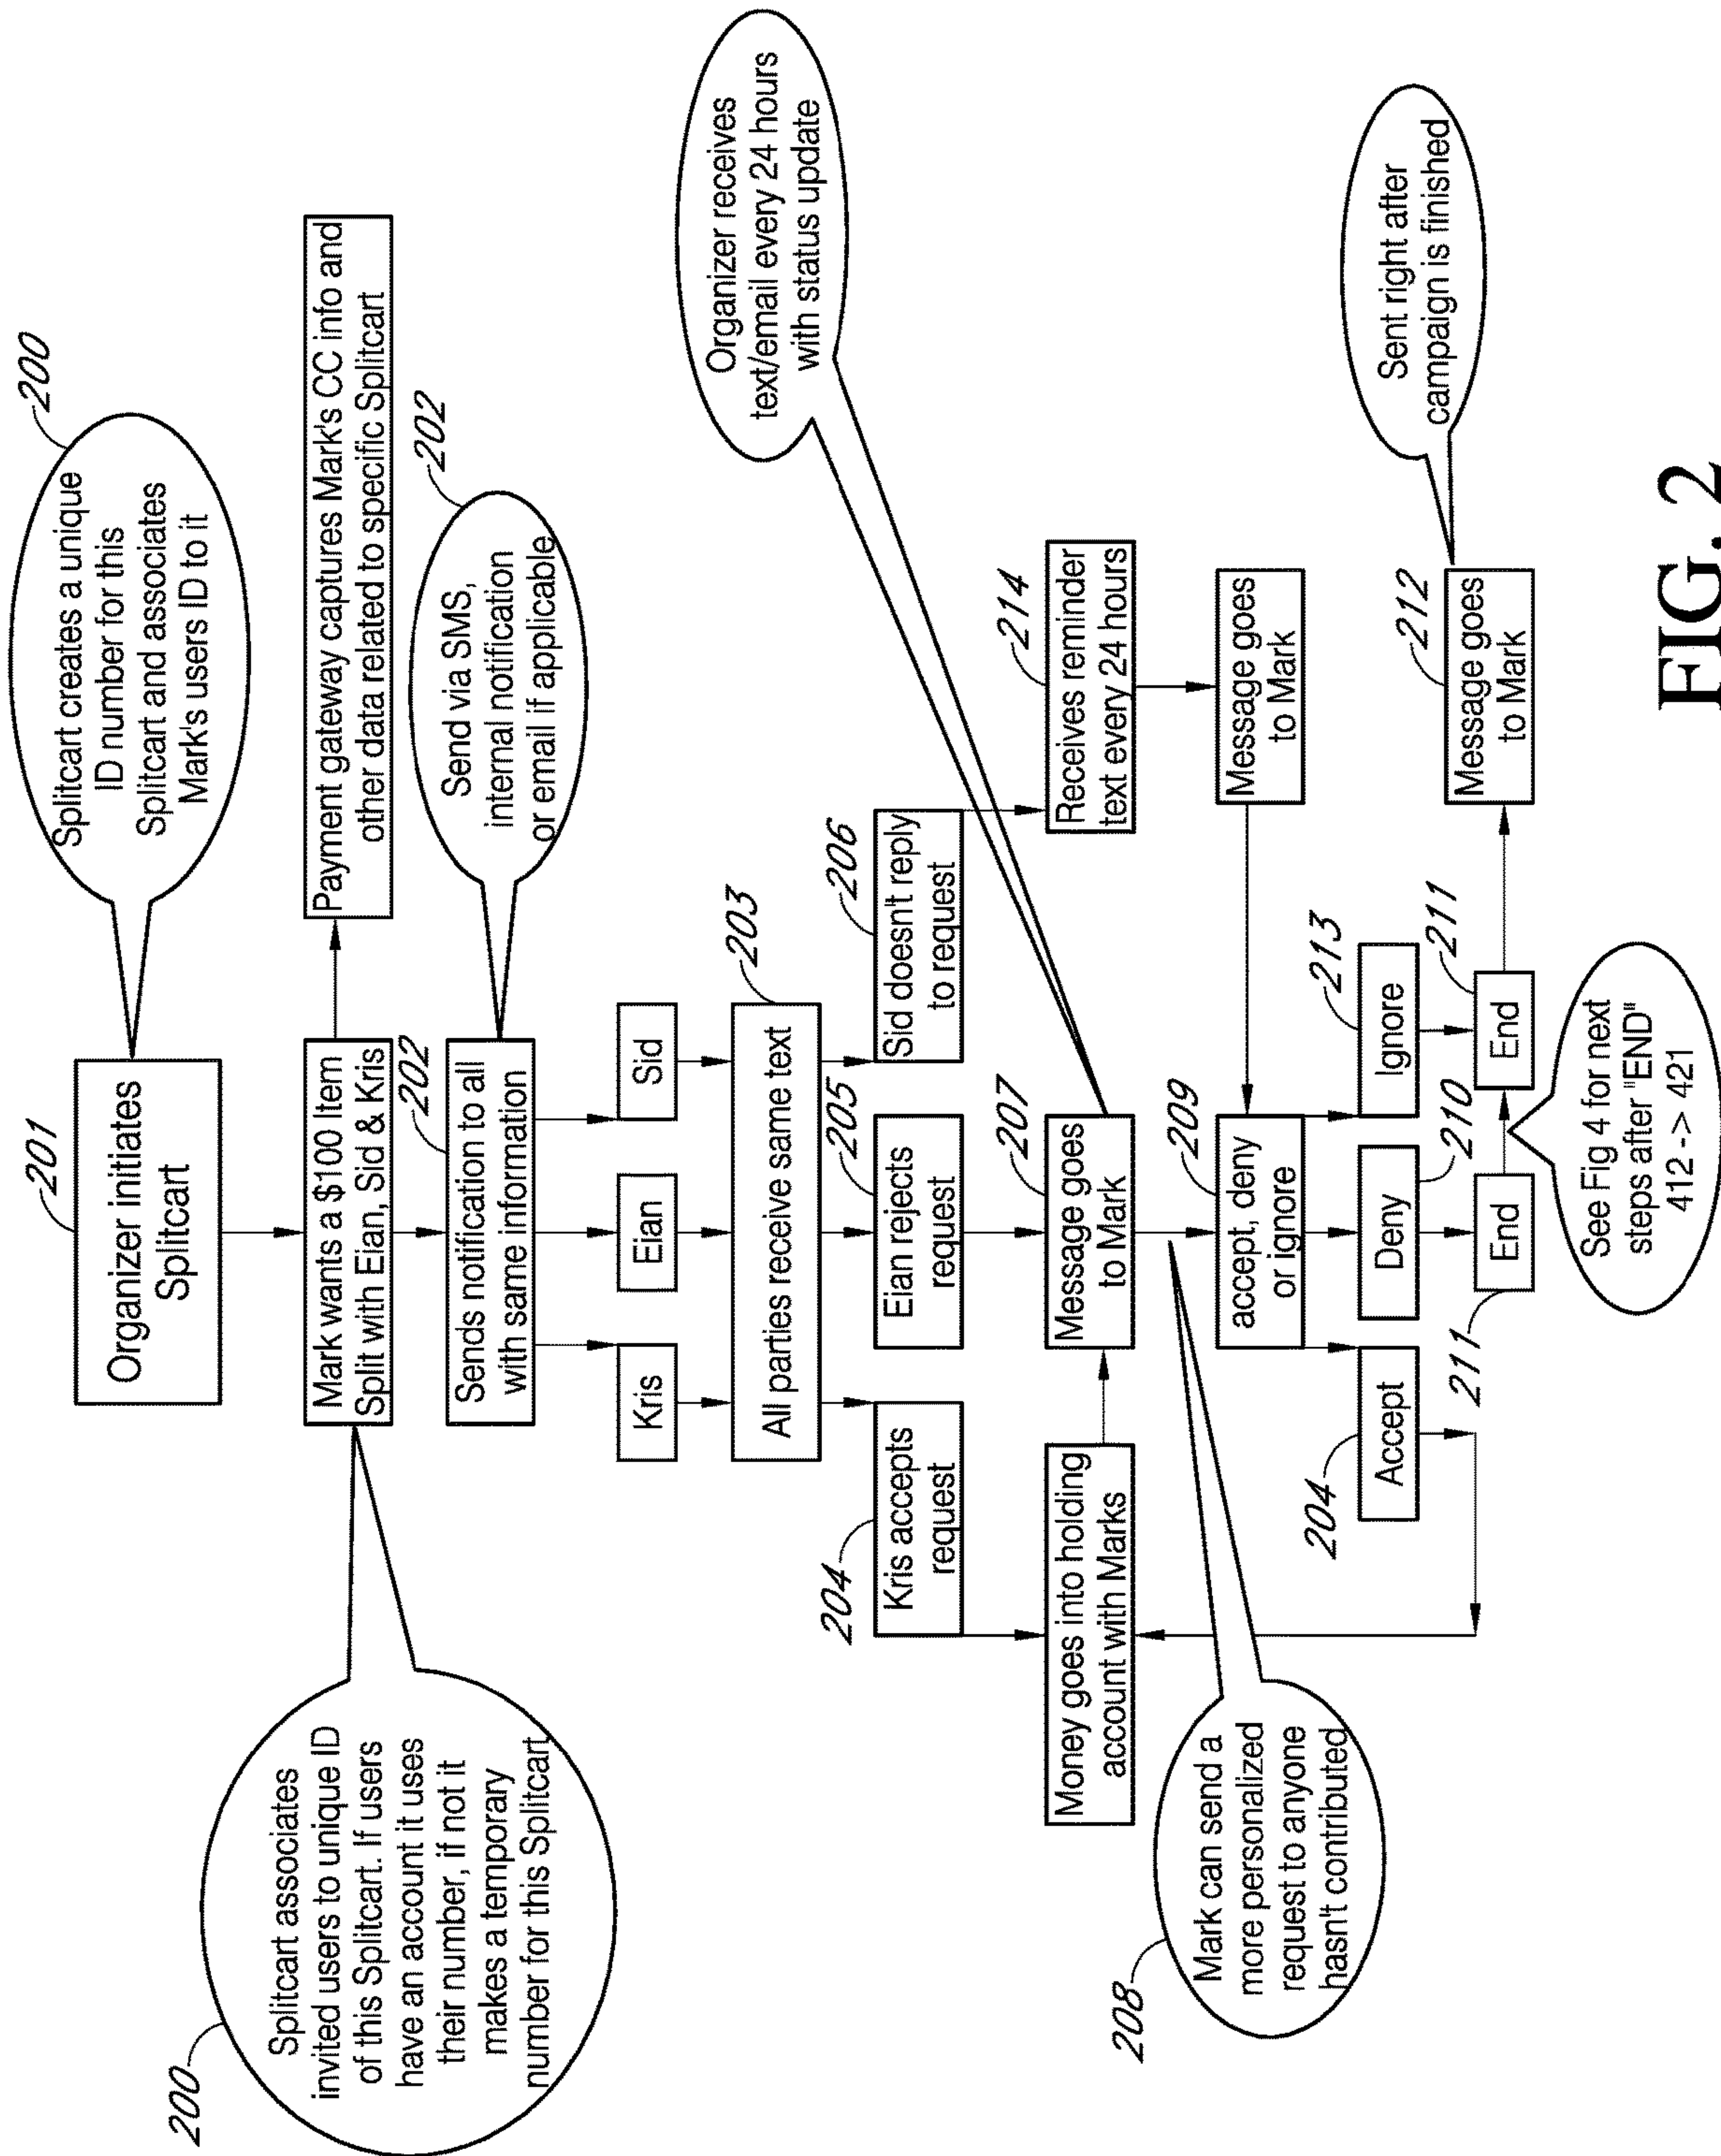 200
Splitcart creates a unique
ID number for this
Splitcart and associates
Mark's users ID to it
201
Organizer initiates
Splitcart
200
Splitcart associates
invited users to unique ID
of this Splitcart. If users
have an account it uses
their number, if not it
makes a temporary
number for this Splitcart
Mark wants a $100 Item
Split with Eian, Sid & Kris
Payment gateway captures Mark's CC info and
other data related to specific Splitcart
202
Sends notification to all
with same information
202
Send via SMS,
internal notification
or email if applicable
Kris
Eian
Sid
203
All parties receive same text
204
Kris accepts
request
205
Eian rejects
request
206
Sid doesn't reply
to request
Organizer receives
text/email every 24 hours
with status update
Money goes into holding
account with Marks
207
Message goes
to Mark
214
Receives reminder
text every 24 hours
208
Mark can send a
more personalized
request to anyone
hasn't contributed
209
accept, deny
or ignore
Message goes
to Mark
204
Accept
Deny
210
Ignore
213
211
End
End
211
212
Message goes
to Mark
Sent right after
campaign is finished
See Fig 4 for next
steps after "END"
412 -> 421
FIG. 2